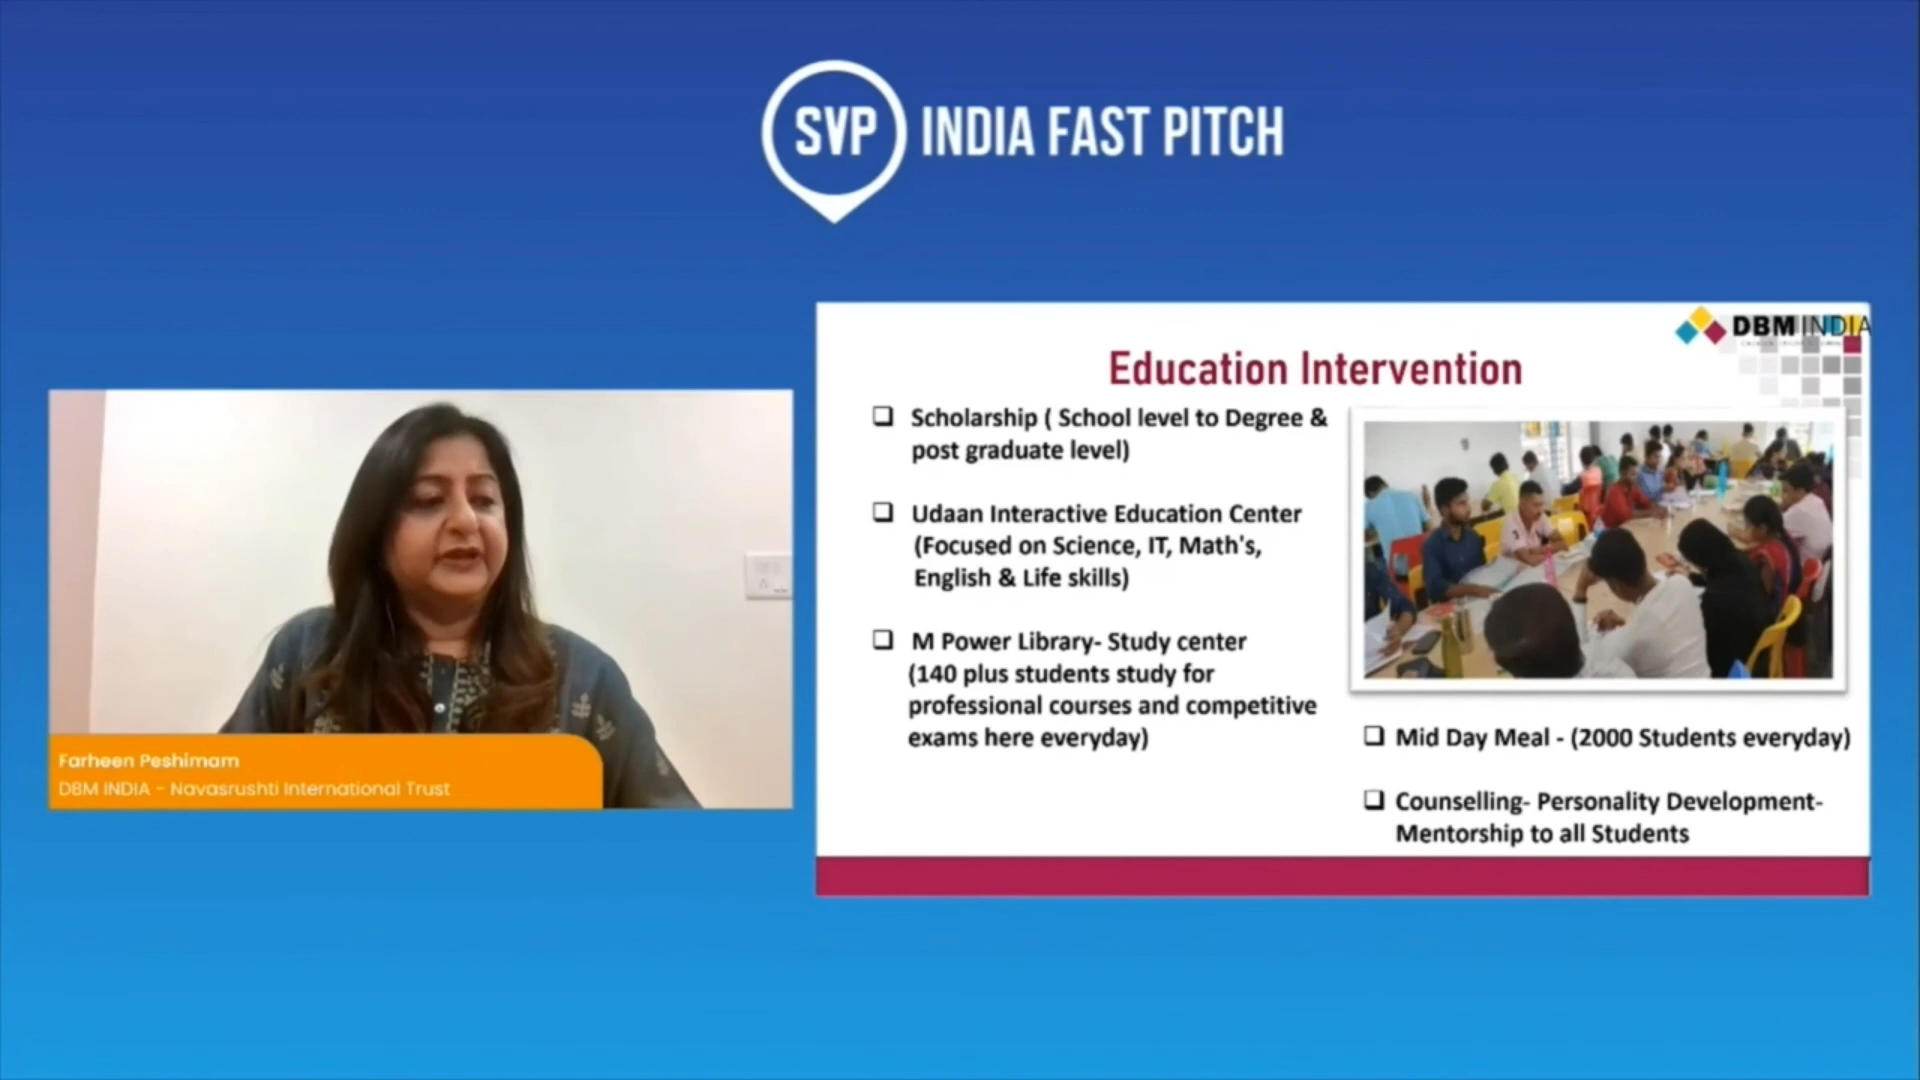 SVP INDIA FAST PITCH
DBM INDIA
Education Intervention
❑ Scholarship ( School level to Degree &
post graduate level)
❑ Udaan Interactive Education Center
(Focused on Science, IT, Math's,
English & Life skills)
❑ M Power Library- Study center
(140 plus students study for
professional courses and competitive
exams here everyday)
❑ Mid Day Meal - (2000 Students everyday)
❑ Counselling- Personality Development-
Mentorship to all Students
Farheen Peshimam
DBM INDIA - Navasrushti International Trust